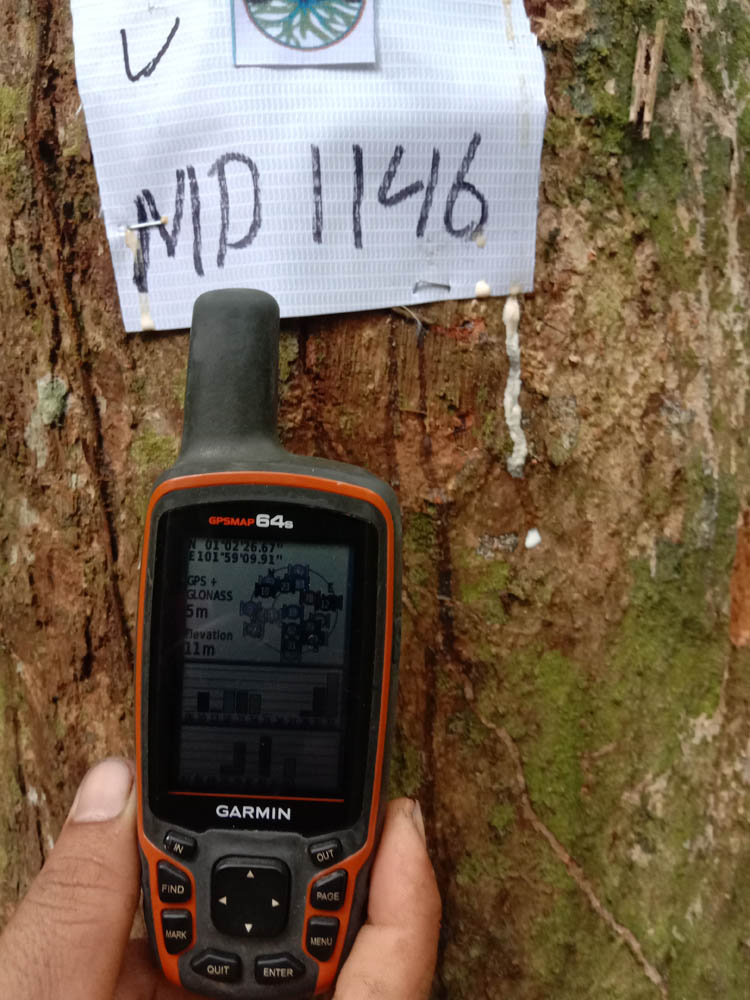 MD 1146
GPSMAP 64s
N 01°02'26.67"
E101°59'09.91"
GPS +
GLONASS
5m
Elevation
11m
N
E
GARMIN
IN
OUT
FIND
PAGE
MARK
MENU
QUIT
ENTER